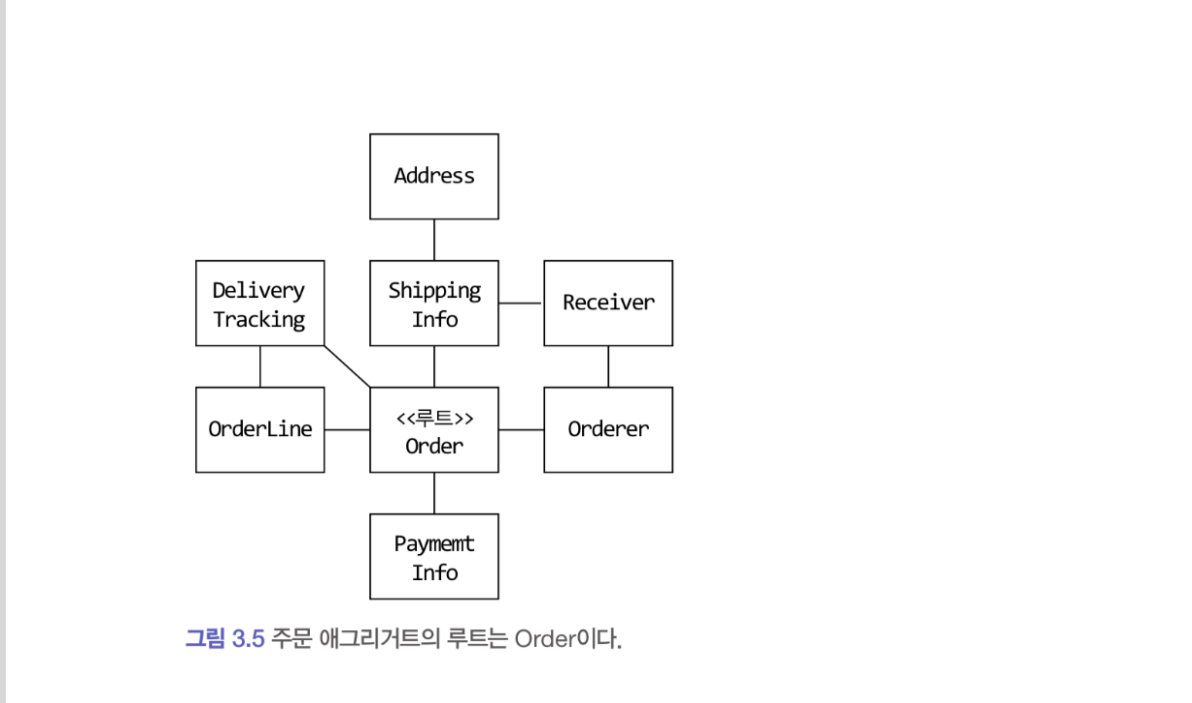 Address
Delivery
Tracking
Shipping
Info
Receiver
OrderLine
<<루트>>
Order
Orderer
Paymemt
Info
그림 3.5 주문 애그리거트의 루트는 Order이다.